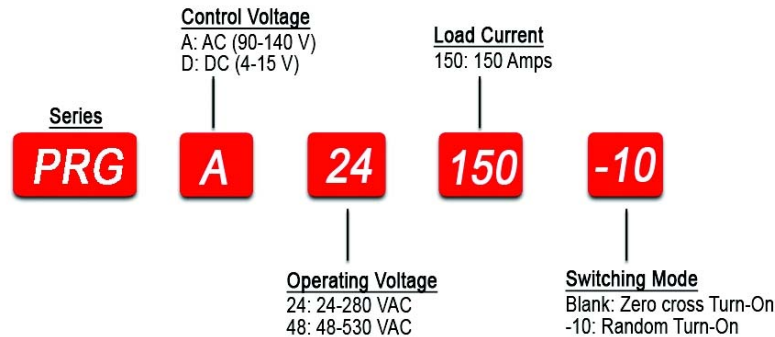 Control Voltage
A: AC (90-140 V)
D: DC (4-15 V)
Load Current
150: 150 Amps
Series
PRG A 24 150 -10
Operating Voltage
24: 24-280 VAC
48: 48-530 VAC
Switching Mode
Blank: Zero cross Turn-On
-10: Random Turn-On